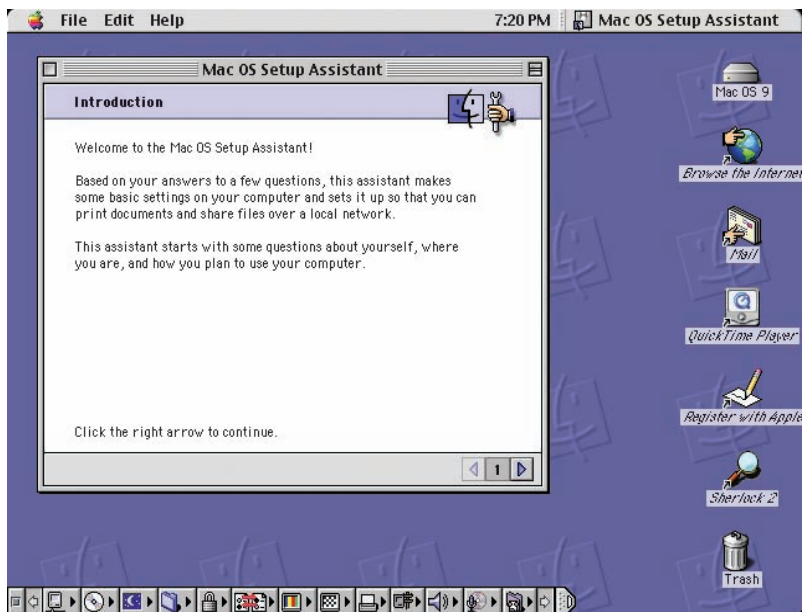 File Edit Help 7:20 PM Mac OS Setup Assistant
Mac OS Setup Assistant
Introduction
Welcome to the Mac OS Setup Assistant!
Based on your answers to a few questions, this assistant makes
some basic settings on your computer and sets it up so that you can
print documents and share files over a local network.
This assistant starts with some questions about yourself, where
you are, and how you plan to use your computer.
Click the right arrow to continue.
1
Mac OS 9
Browse the Internet
Mail
QuickTime Player
Register with Apple
Sherlock 2
Trash